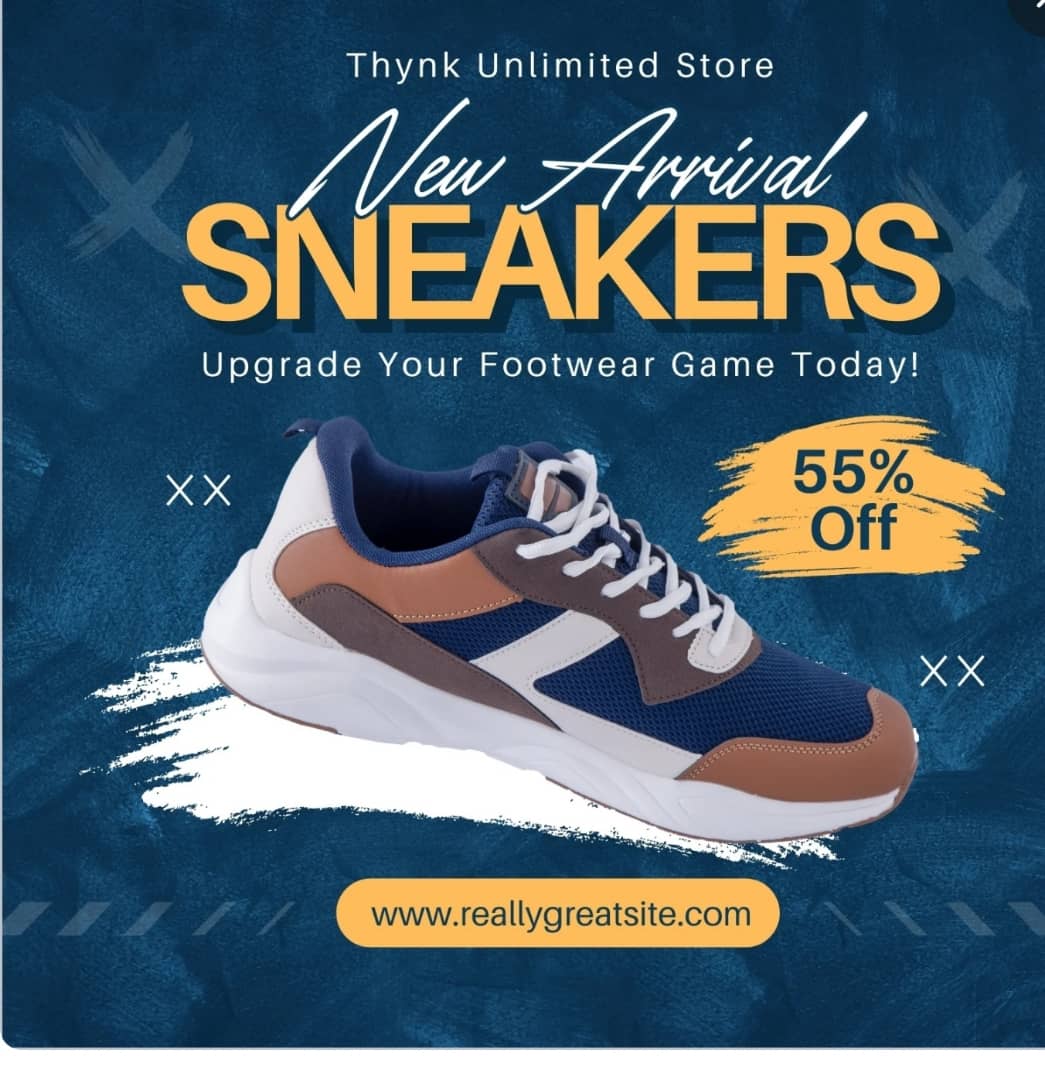 Thynk Unlimited Store
New Arrival
SNEAKERS
Upgrade Your Footwear Game Today!
55%
Off
XX
XX
www.reallygreatsite.com